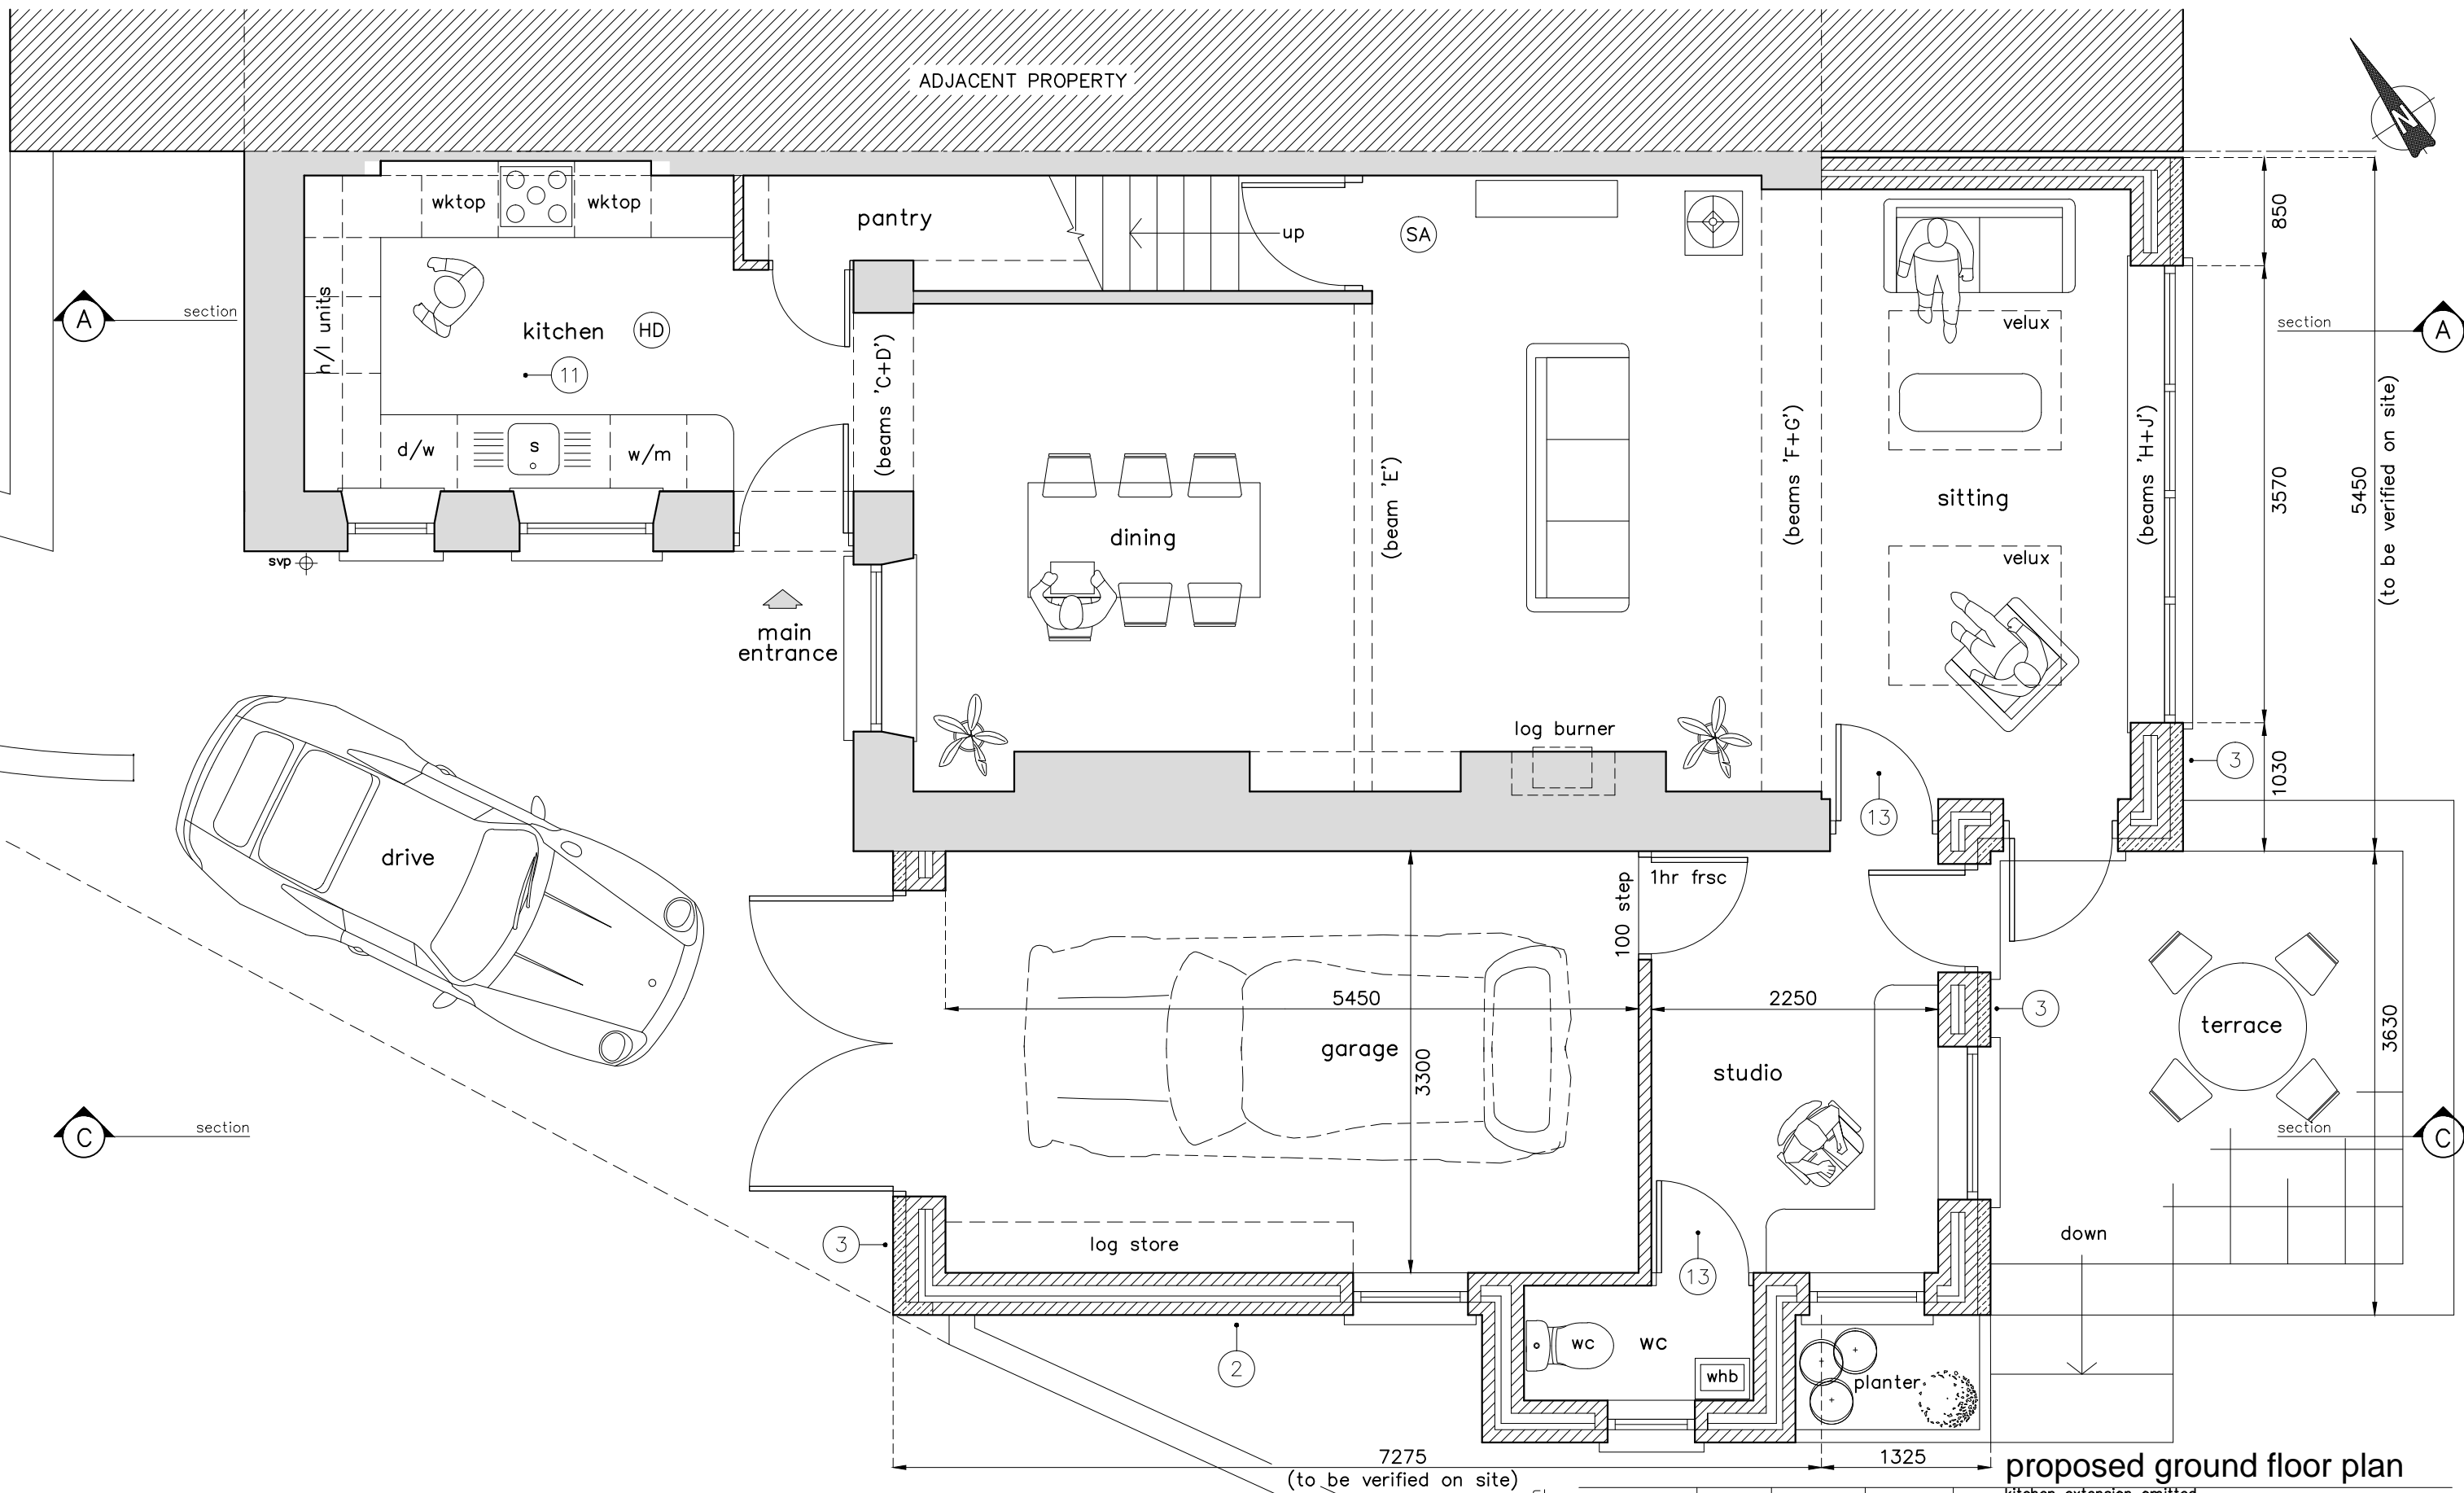 ADJACENT PROPERTY
N
wktop
wktop
pantry
up
SA
850
A
section
h/l units
kitchen
HD
11
(beams 'C+D')
velux
section
A
d/w
s
w/m
(beam 'E')
(beams 'F+G')
sitting
(beams 'H+J')
3570
5450
(to be verified on site)
dining
velux
svp
main
entrance
log burner
3
1030
13
drive
100 step
1hr frsc
5450
2250
3
garage
3300
studio
terrace
3630
C
section
section
C
3
log store
13
down
2
wc
wc
whb
planter
7275
(to be verified on site)
1325
proposed ground floor plan
kitchen extension omitted